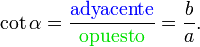 cot α = adyacente / opuesto = b / a.